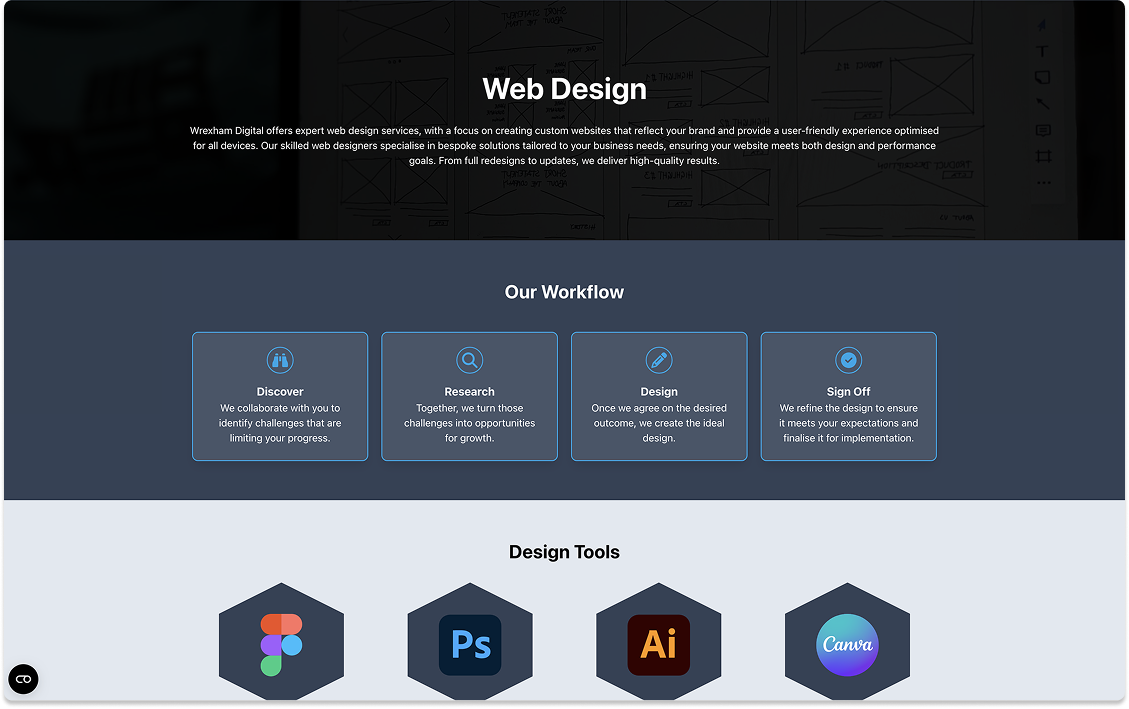 Web Design
Wrexham Digital offers expert web design services, with a focus on creating custom websites that reflect your brand and provide a user-friendly experience optimised
for all devices. Our skilled web designers specialise in bespoke solutions tailored to your business needs, ensuring your website meets both design and performance
goals. From full redesigns to updates, we deliver high-quality results.
Our Workflow
Discover
We collaborate with you to
identify challenges that are
limiting your progress.
Research
Together, we turn those
challenges into opportunities
for growth.
Design
Once we agree on the desired
outcome, we create the ideal
design.
Sign Off
We refine the design to ensure
it meets your expectations and
finalise it for implementation.
Design Tools
Ps
Ai
Canva